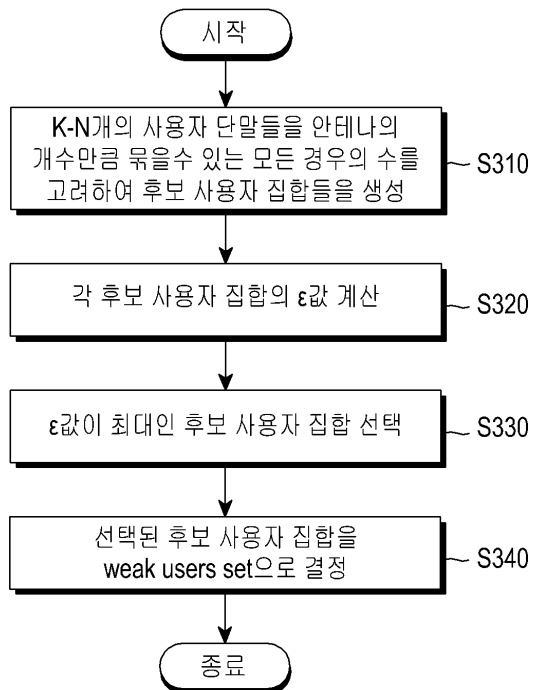 시작
K-N개의 사용자 단말들을 안테나의
개수만큼 묶을수 있는 모든 경우의 수를
고려하여 후보 사용자 집합들을 생성
S310
각 후보 사용자 집합의 ε값 계산
S320
ε값이 최대인 후보 사용자 집합 선택
S330
선택된 후보 사용자 집합을
weak users set으로 결정
S340
종료